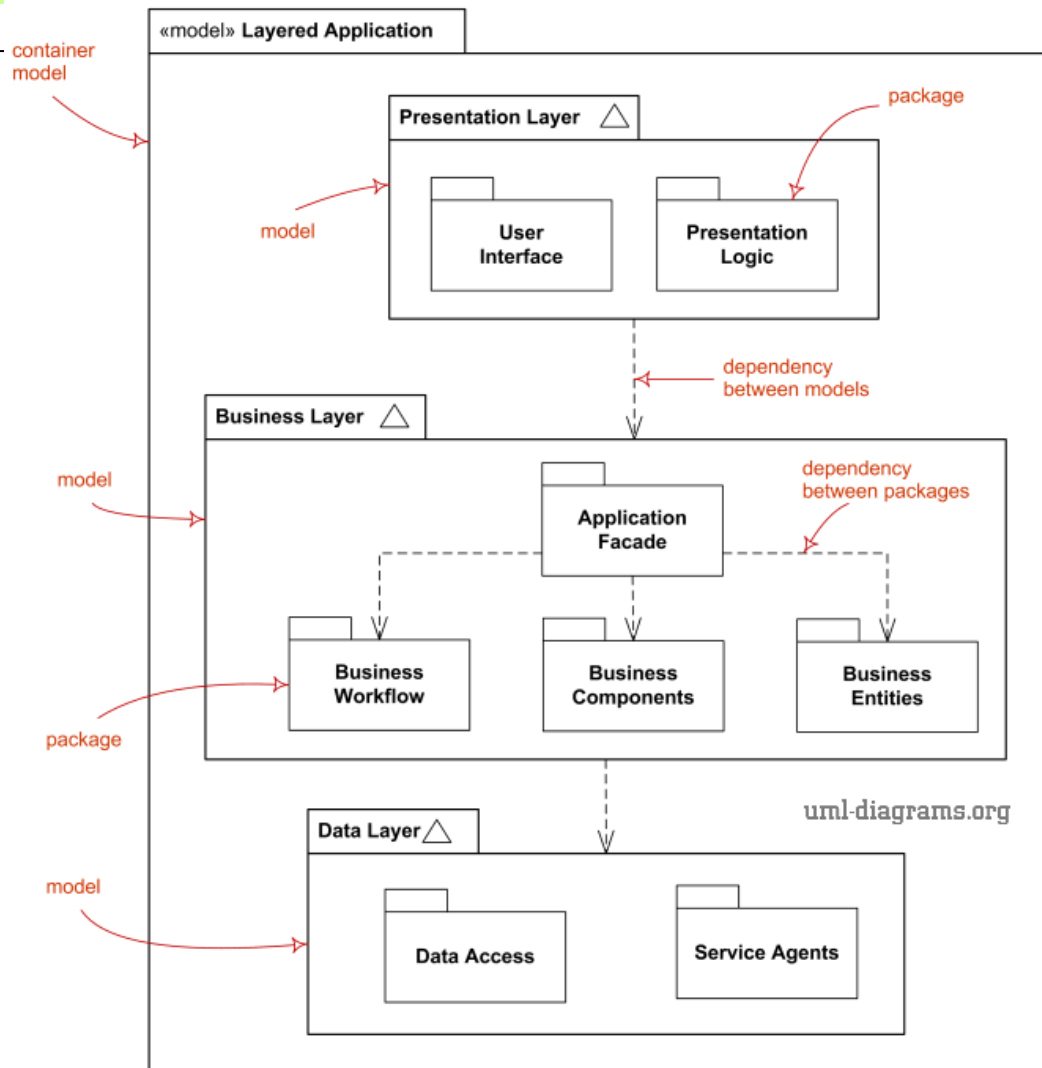 «model» Layered Application
container
model
Presentation Layer
package
model
User
Interface
Presentation
Logic
dependency
between models
Business Layer
model
dependency
between packages
Application
Facade
Business
Workflow
Business
Components
Business
Entities
package
uml-diagrams.org
Data Layer
model
Data Access
Service Agents